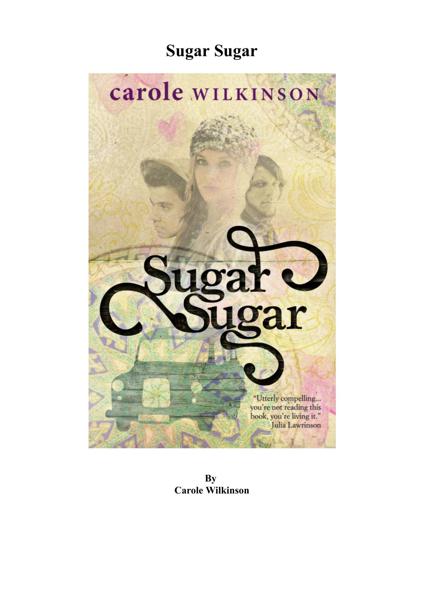 Sugar Sugar
carole WILKINSON
Sugar
Sugar
"Utterly compelling...
you're not reading this
book, you're living it."
Julia Lawrinson
By
Carole Wilkinson